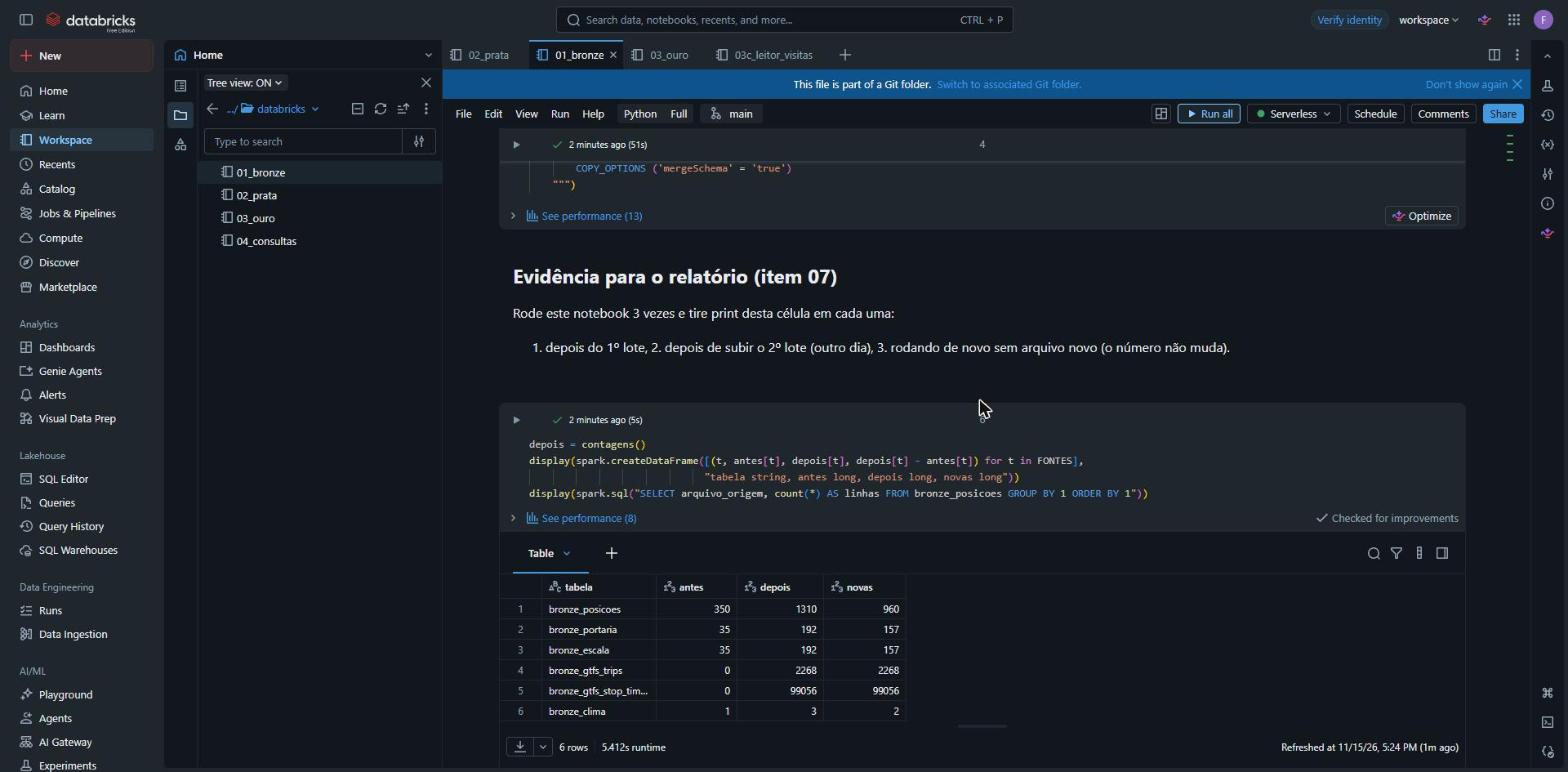 databricks
Free Edition
Search data, notebooks, recents, and more...
CTRL + P
Verify identity
workspace
F
New
Home
Learn
Workspace
Recents
Catalog
Jobs & Pipelines
Compute
Discover
Marketplace
Analytics
Dashboards
Genie Agents
Alerts
Visual Data Prep
Lakehouse
SQL Editor
Queries
Query History
SQL Warehouses
Data Engineering
Runs
Data Ingestion
AI/ML
Playground
Agents
AI Gateway
Experiments
Home
Tree view: ON
../ databricks
Type to search
01_bronze
02_prata
03_ouro
04_consultas
02_prata
01_bronze
03_ouro
03c_leitor_visitas
This file is part of a Git folder. Switch to associated Git folder.
Don't show again
File Edit View Run Help Python Full main
Run all
Serverless
Schedule
Comments
Share
2 minutes ago (51s)
4
COPY_OPTIONS ('mergeSchema' = 'true')
""")
See performance (13)
Optimize
Evidência para o relatório (item 07)
Rode este notebook 3 vezes e tire print desta célula em cada uma:
1. depois do 1º lote, 2. depois de subir o 2º lote (outro dia), 3. rodando de novo sem arquivo novo (o número não muda).
2 minutes ago (5s)
depois = contagens()
display(spark.createDataFrame([(t, antes[t], depois[t], depois[t] - antes[t]) for t in FONTES],
"tabela string, antes long, depois long, novas long"))
display(spark.sql("SELECT arquivo_origem, count(*) AS linhas FROM bronze_posicoes GROUP BY 1 ORDER BY 1"))
See performance (8)
Checked for improvements
Table
tabela antes depois novas
1 bronze_posicoes 350 1310 960
2 bronze_portaria 35 192 157
3 bronze_escala 35 192 157
4 bronze_gtfs_trips 0 2268 2268
5 bronze_gtfs_stop_tim... 0 99056 99056
6 bronze_clima 1 3 2
6 rows
5.412s runtime
Refreshed at 11/15/26, 5:24 PM (1m ago)